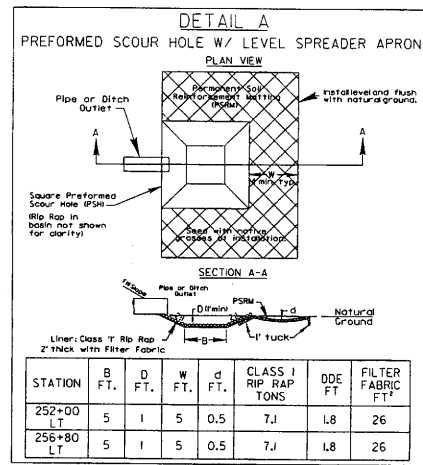 DETAIL A
PREFORMED SCOUR HOLE W/ LEVEL SPREADER APRON
PLAN VIEW
Permanent Soil
Reinforcement Matting
(PSRM)
Install level and flush
with natural ground.
Pipe or Ditch
Outlet
A
A
W
min typ.
Square Preformed
Scour Hole (PSH)
(Rip Rap in
basin not shown
for clarity)
Seed with native
grasses at installation.
SECTION A-A
Fill Slope
Pipe or Ditch
Outlet
D (1'min)
PSRM
d
Natural
Ground
1' tuck
B
Liner: Class 'I' Rip Rap
2' thick with Filter Fabric
STATION B FT. D FT. W FT. d FT. CLASS I RIP RAP TONS DDE FT FILTER FABRIC FT²
252+00 LT 5 1 5 0.5 7.1 1.8 26
256+80 LT 5 1 5 0.5 7.1 1.8 26